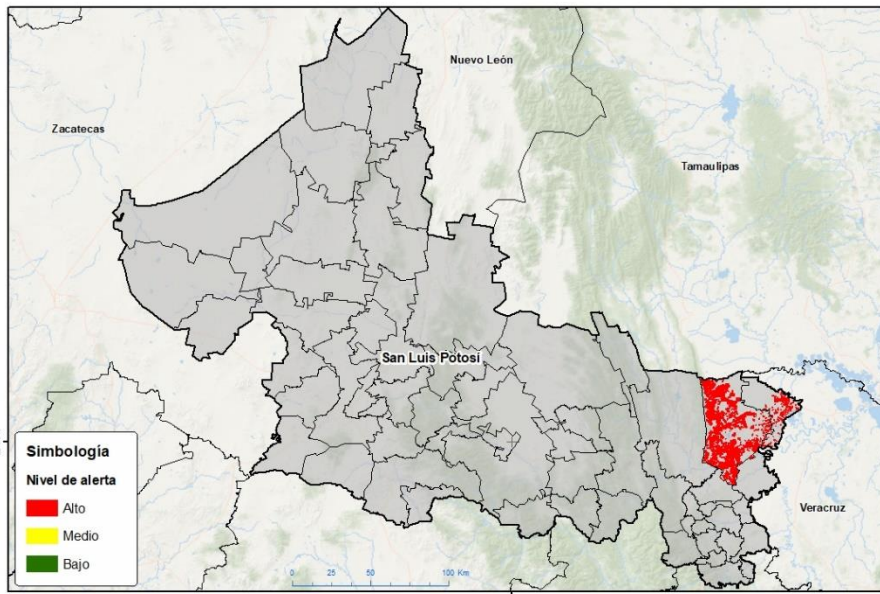 Nuevo León
Zacatecas
Tamaulipas
San Luis Potosí
Simbología
Nivel de alerta
Alto
Medio
Bajo
Veracruz
0 25 50 100 Km